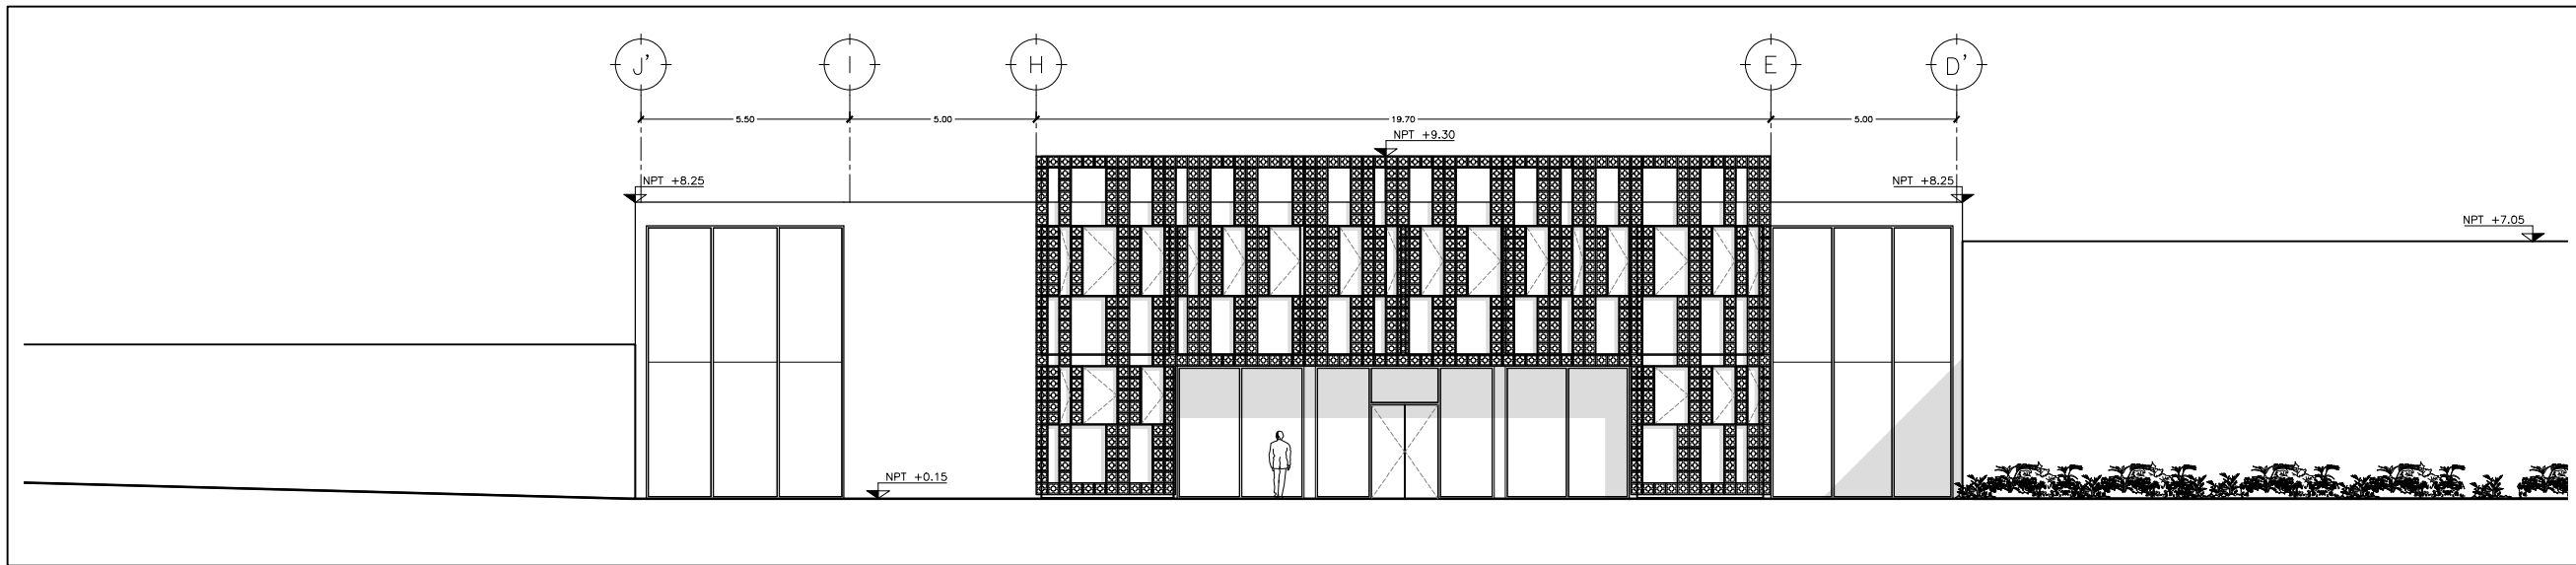 J' I H E D'
5.50 5.00 19.70 5.00
NPT +9.30
NPT +8.25
NPT +8.25
NPT +7.05
NPT +0.15